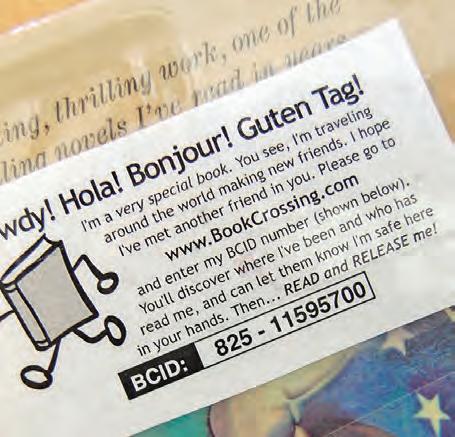 ing, thrilling work, one of the
ling novels I've read in years
wdy! Hola! Bonjour! Guten Tag!
I'm a very special book. You see, I'm traveling
around the world making new friends. I hope
I've met another friend in you. Please go to
www.BookCrossing.com
and enter my BCID number (shown below).
You'll discover where I've been and who has
read me, and can let them know I'm safe here
in your hands. Then... READ and RELEASE me!
BCID: 825 - 11595700